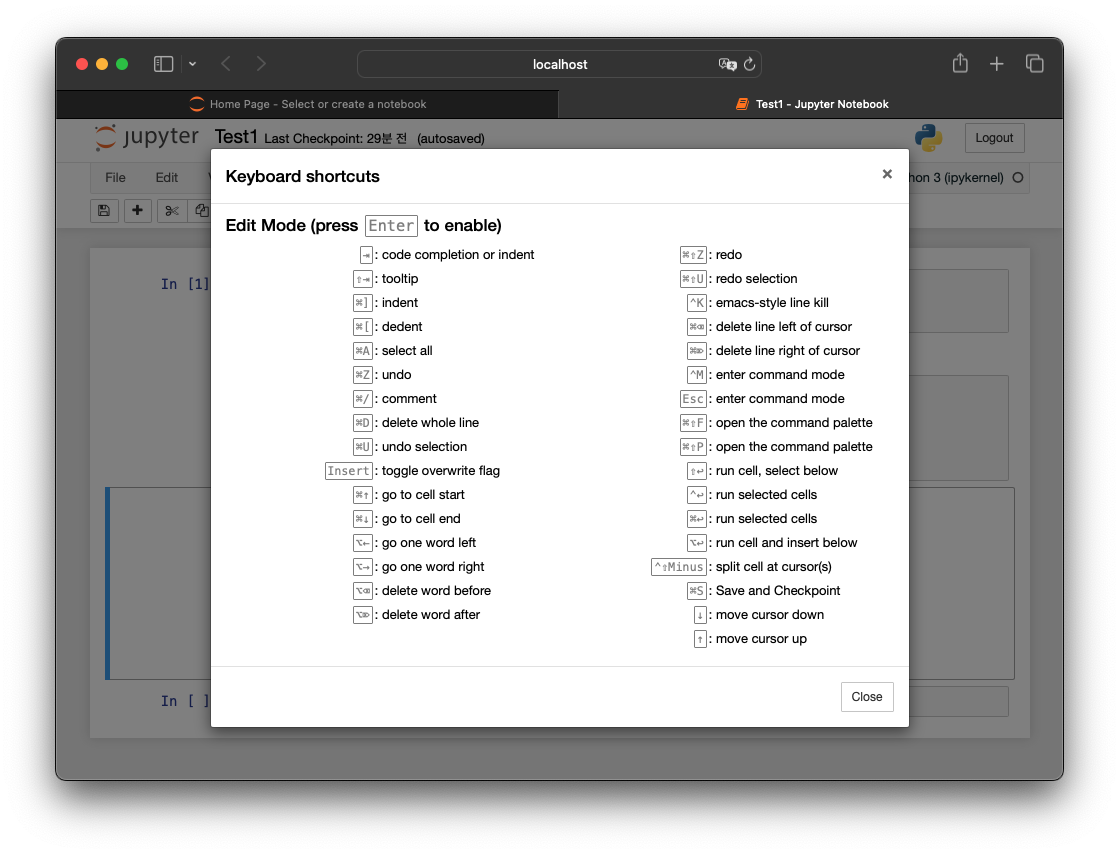 localhost
Home Page - Select or create a notebook
Test1 - Jupyter Notebook
jupyter Test1 Last Checkpoint: 29분 전 (autosaved)
Logout
File Edit
Keyboard shortcuts ×
hon 3 (ipykernel)
Edit Mode (press Enter to enable)
⇥ : code completion or indent
⇧⇥ : tooltip
⌘] : indent
⌘[ : dedent
⌘A : select all
⌘Z : undo
⌘/ : comment
⌘D : delete whole line
⌘U : undo selection
Insert : toggle overwrite flag
⌘↑ : go to cell start
⌘↓ : go to cell end
⌥← : go one word left
⌥→ : go one word right
⌥⌫ : delete word before
⌥⌦ : delete word after
⌘⇧Z : redo
⌘⇧U : redo selection
^K : emacs-style line kill
⌘⌫ : delete line left of cursor
⌘⌦ : delete line right of cursor
^M : enter command mode
Esc : enter command mode
⌘⇧F : open the command palette
⌘⇧P : open the command palette
⇧↩ : run cell, select below
^↩ : run selected cells
⌘↩ : run selected cells
⌥↩ : run cell and insert below
^⇧Minus : split cell at cursor(s)
⌘S : Save and Checkpoint
↓ : move cursor down
↑ : move cursor up
In [1]
In [ ]
Close